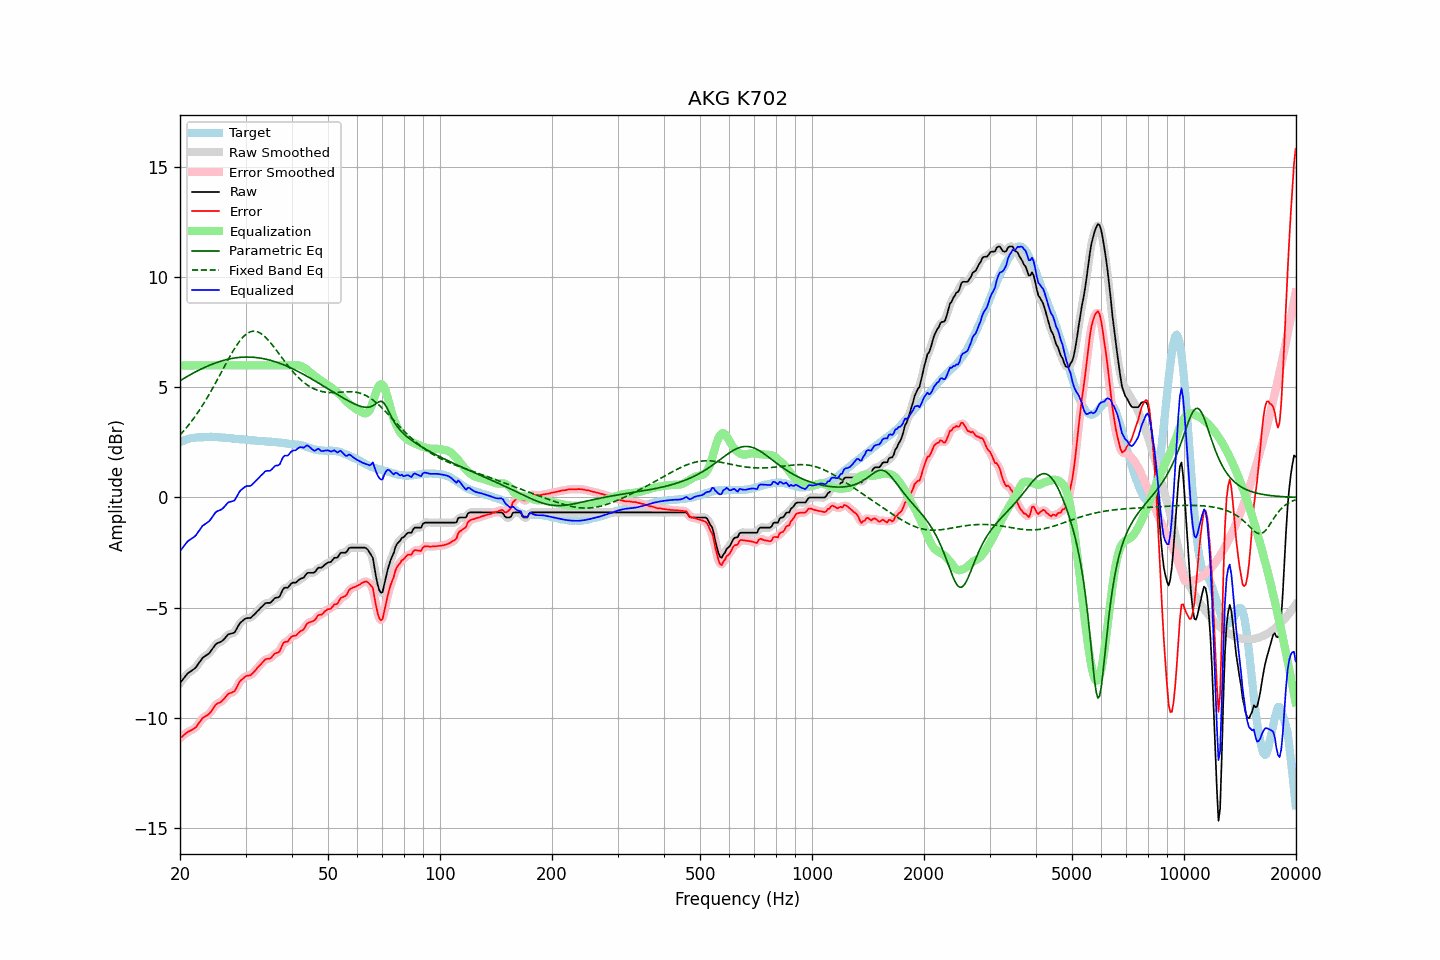 AKG K702
Target
Raw Smoothed
Error Smoothed
Raw
Error
Equalization
Parametric Eq
Fixed Band Eq
Equalized
15
10
5
0
−5
−10
−15
Amplitude (dBr)
20
50
100
200
500
1000
2000
5000
10000
20000
Frequency (Hz)